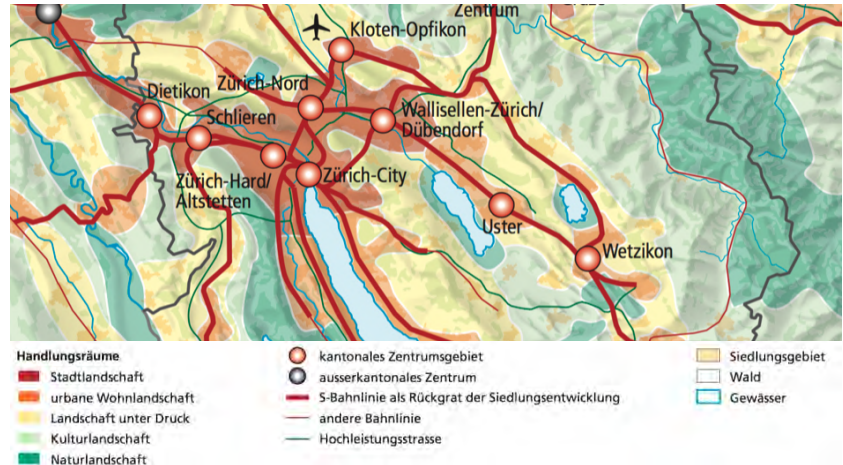 Zentrum
Kloten-Opfikon
Zürich-Nord
Dietikon
Schlieren
Wallisellen-Zürich/
Dübendorf
Zürich-Hard/
Altstetten
Zürich-City
Uster
Wetzikon
Handlungsräume
Stadtlandschaft
urbane Wohnlandschaft
Landschaft unter Druck
Kulturlandschaft
Naturlandschaft
kantonales Zentrumsgebiet
ausserkantonales Zentrum
S-Bahnlinie als Rückgrat der Siedlungsentwicklung
andere Bahnlinie
Hochleistungsstrasse
Siedlungsgebiet
Wald
Gewässer